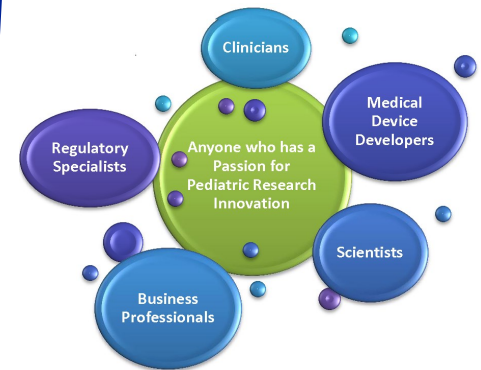 Clinicians
Medical
Device
Developers
Regulatory
Specialists
Anyone who has a
Passion for
Pediatric Research
Innovation
Scientists
Business
Professionals